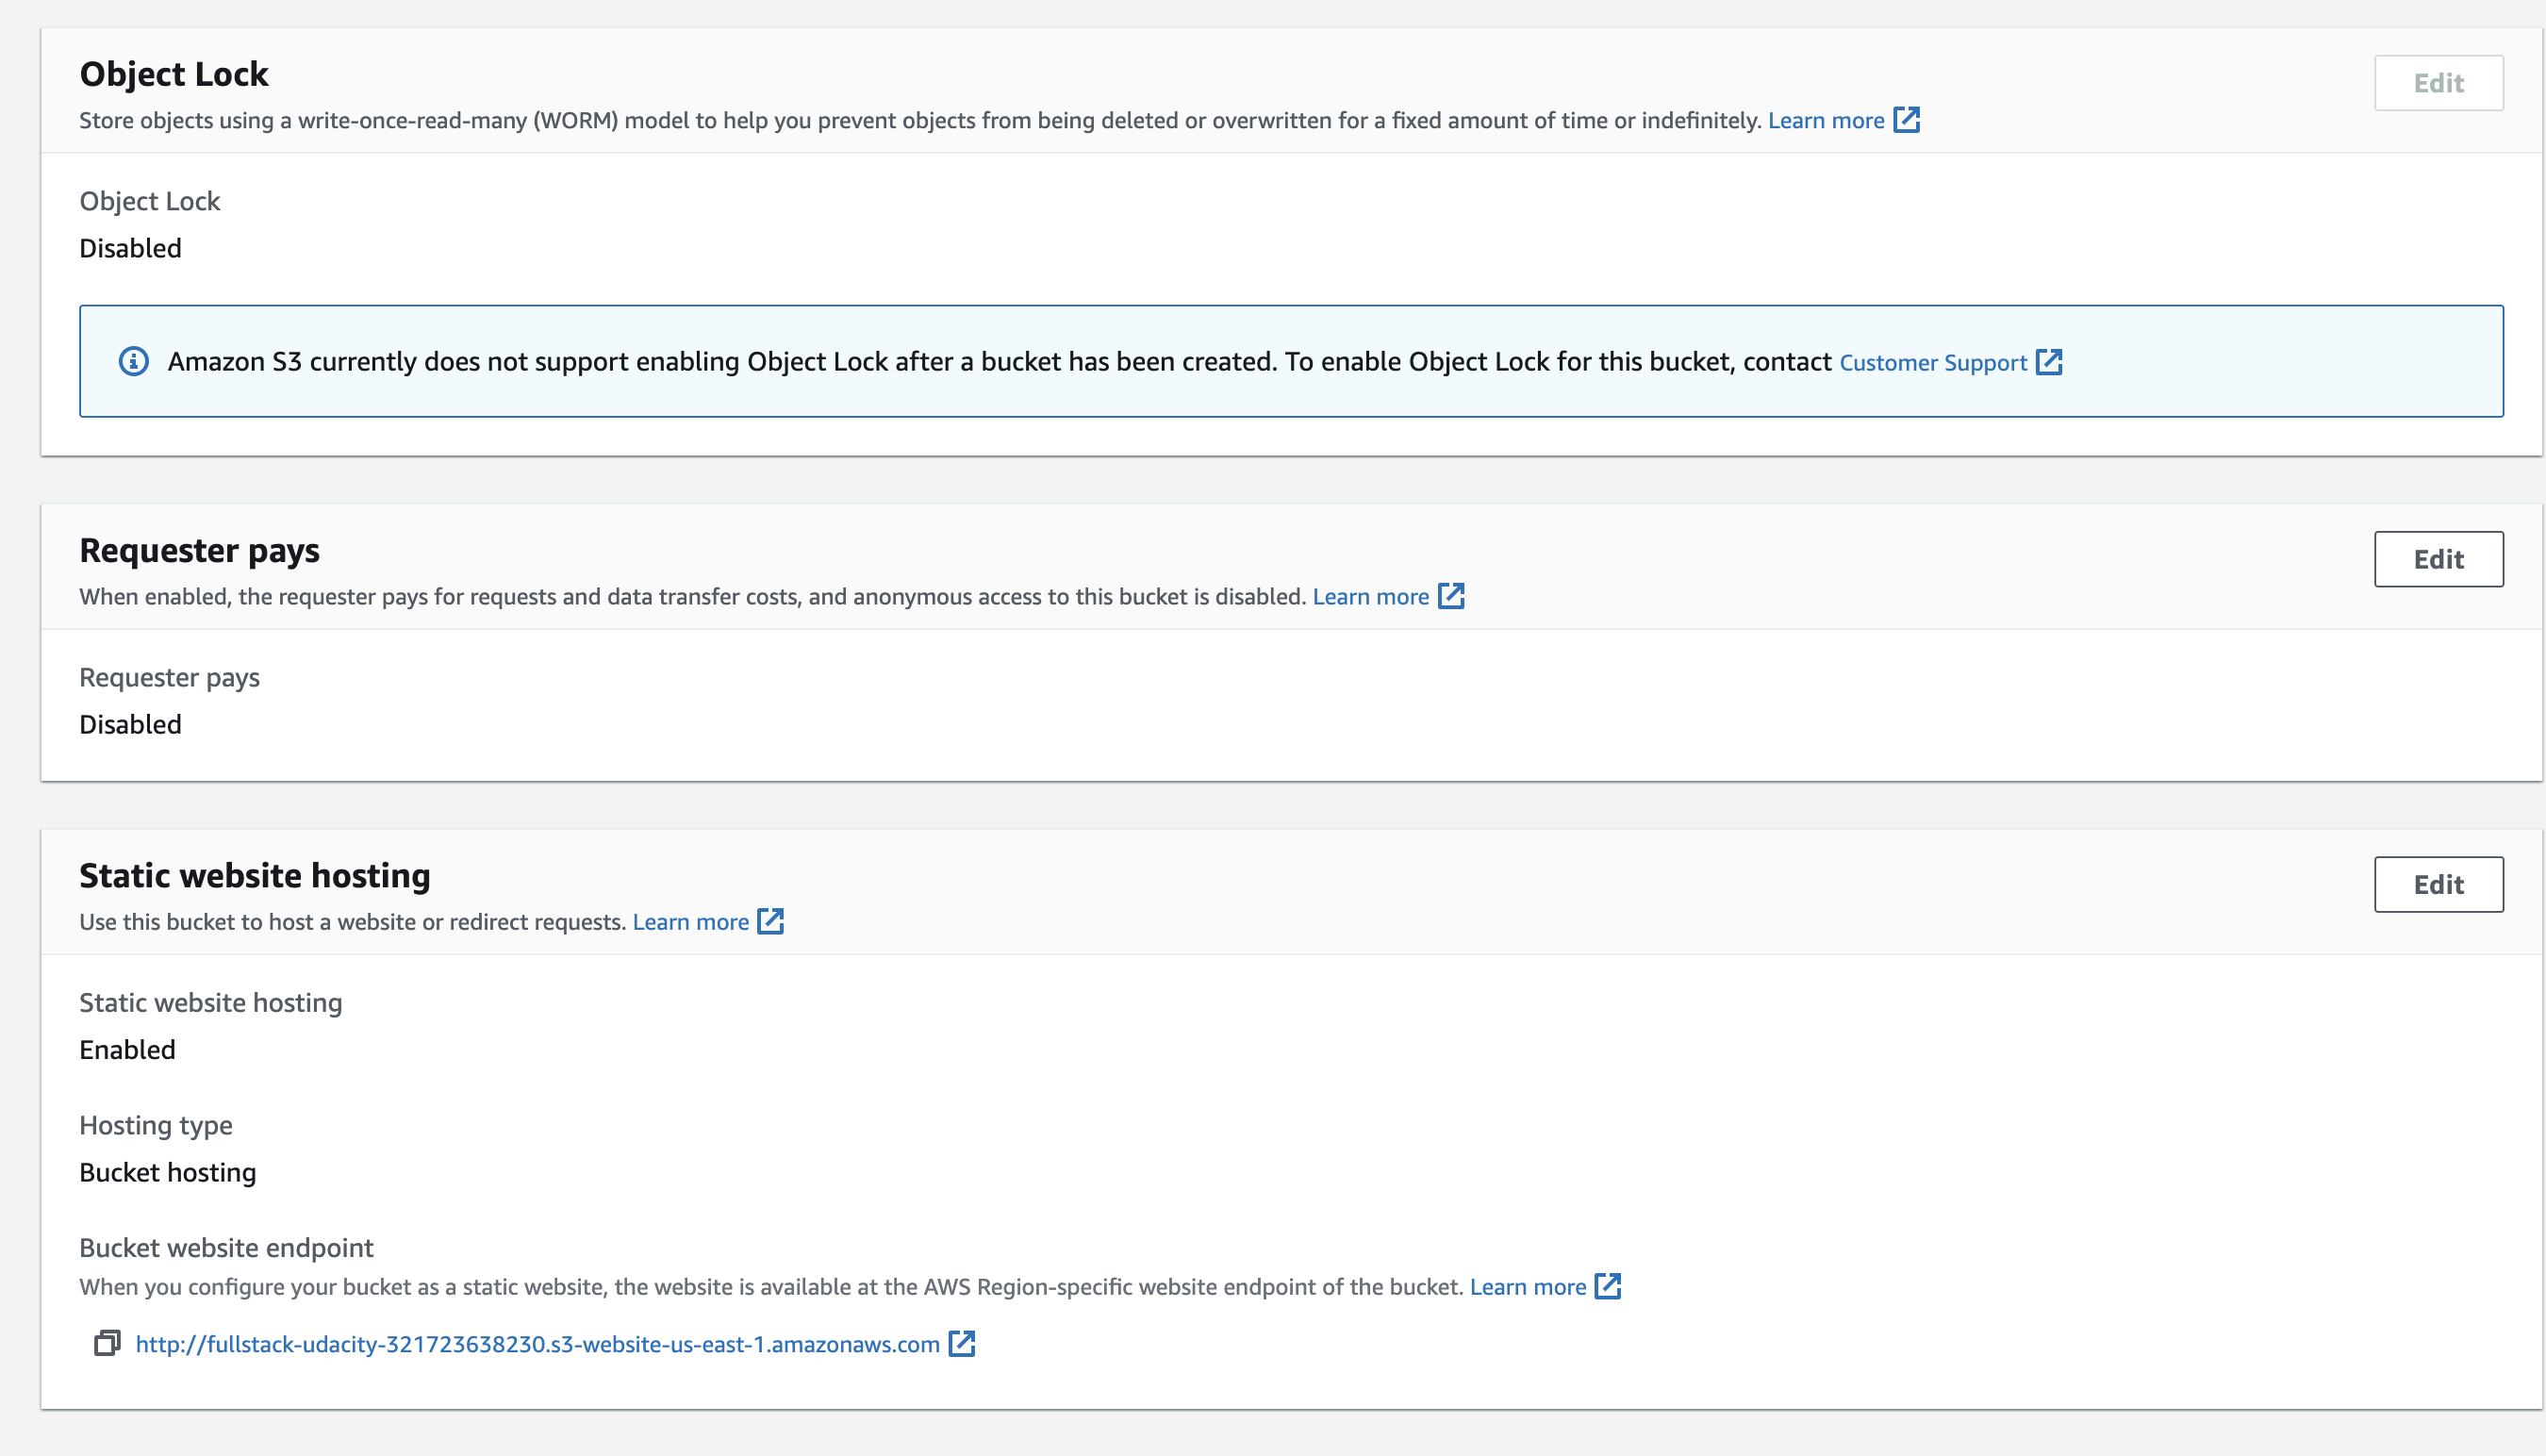 Object Lock
Edit
Store objects using a write-once-read-many (WORM) model to help you prevent objects from being deleted or overwritten for a fixed amount of time or indefinitely. Learn more
Object Lock
Disabled
Amazon S3 currently does not support enabling Object Lock after a bucket has been created. To enable Object Lock for this bucket, contact Customer Support
Requester pays
Edit
When enabled, the requester pays for requests and data transfer costs, and anonymous access to this bucket is disabled. Learn more
Requester pays
Disabled
Static website hosting
Edit
Use this bucket to host a website or redirect requests. Learn more
Static website hosting
Enabled
Hosting type
Bucket hosting
Bucket website endpoint
When you configure your bucket as a static website, the website is available at the AWS Region-specific website endpoint of the bucket. Learn more
http://fullstack-udacity-321723638230.s3-website-us-east-1.amazonaws.com